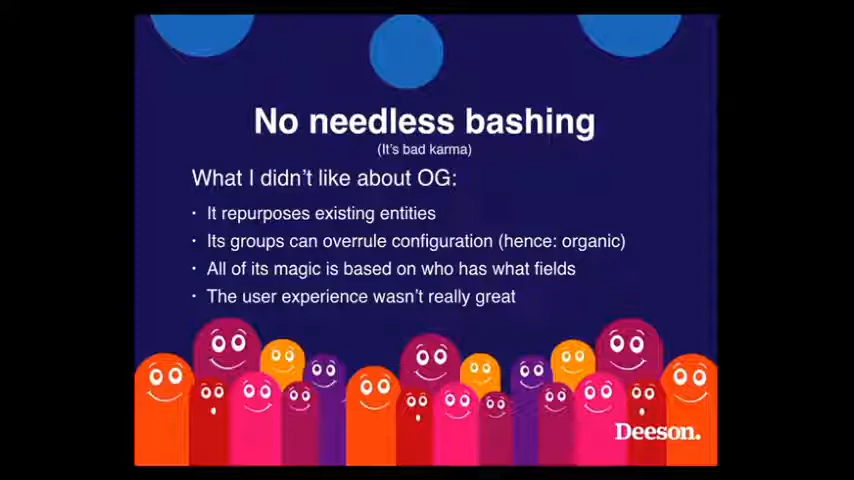 No needless bashing
(It's bad karma)
What I didn't like about OG:
· It repurposes existing entities
· Its groups can overrule configuration (hence: organic)
· All of its magic is based on who has what fields
· The user experience wasn't really great
Deeson.